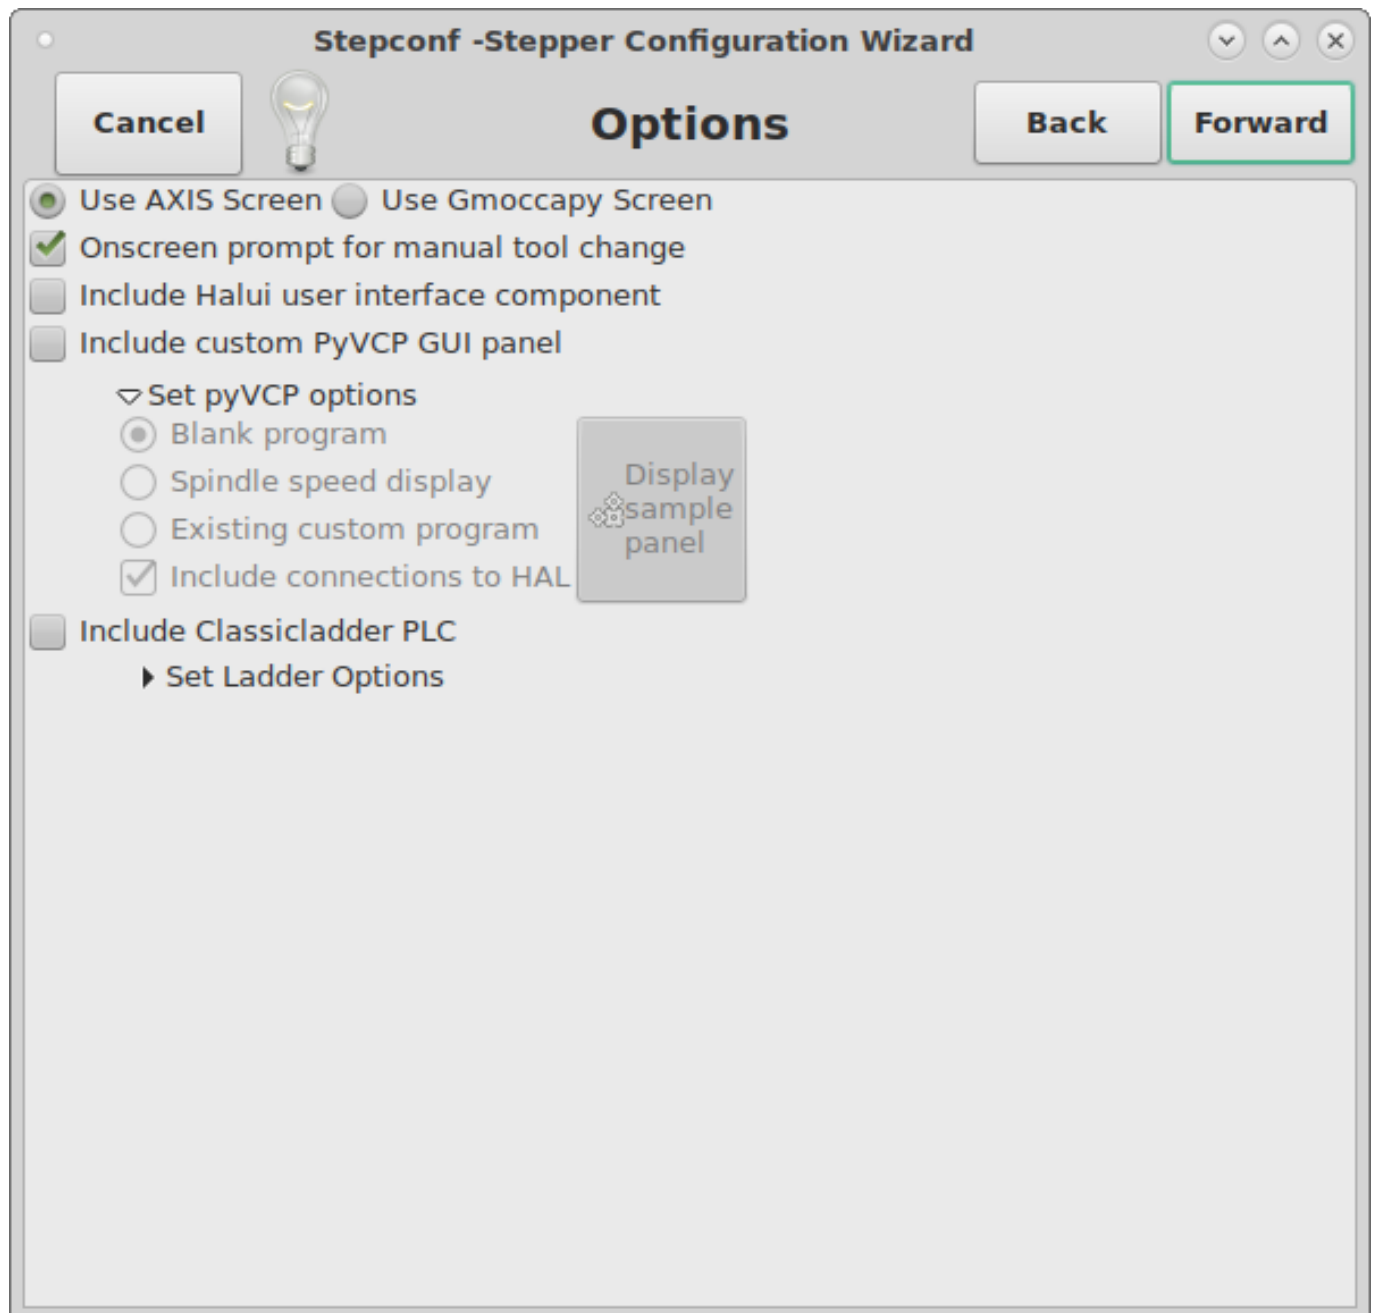 Stepconf -Stepper Configuration Wizard
Cancel
Options
Back
Forward
Use AXIS Screen
Use Gmoccapy Screen
Onscreen prompt for manual tool change
Include Halui user interface component
Include custom PyVCP GUI panel
Set pyVCP options
Blank program
Spindle speed display
Existing custom program
Include connections to HAL
Display
sample
panel
Include Classicladder PLC
Set Ladder Options